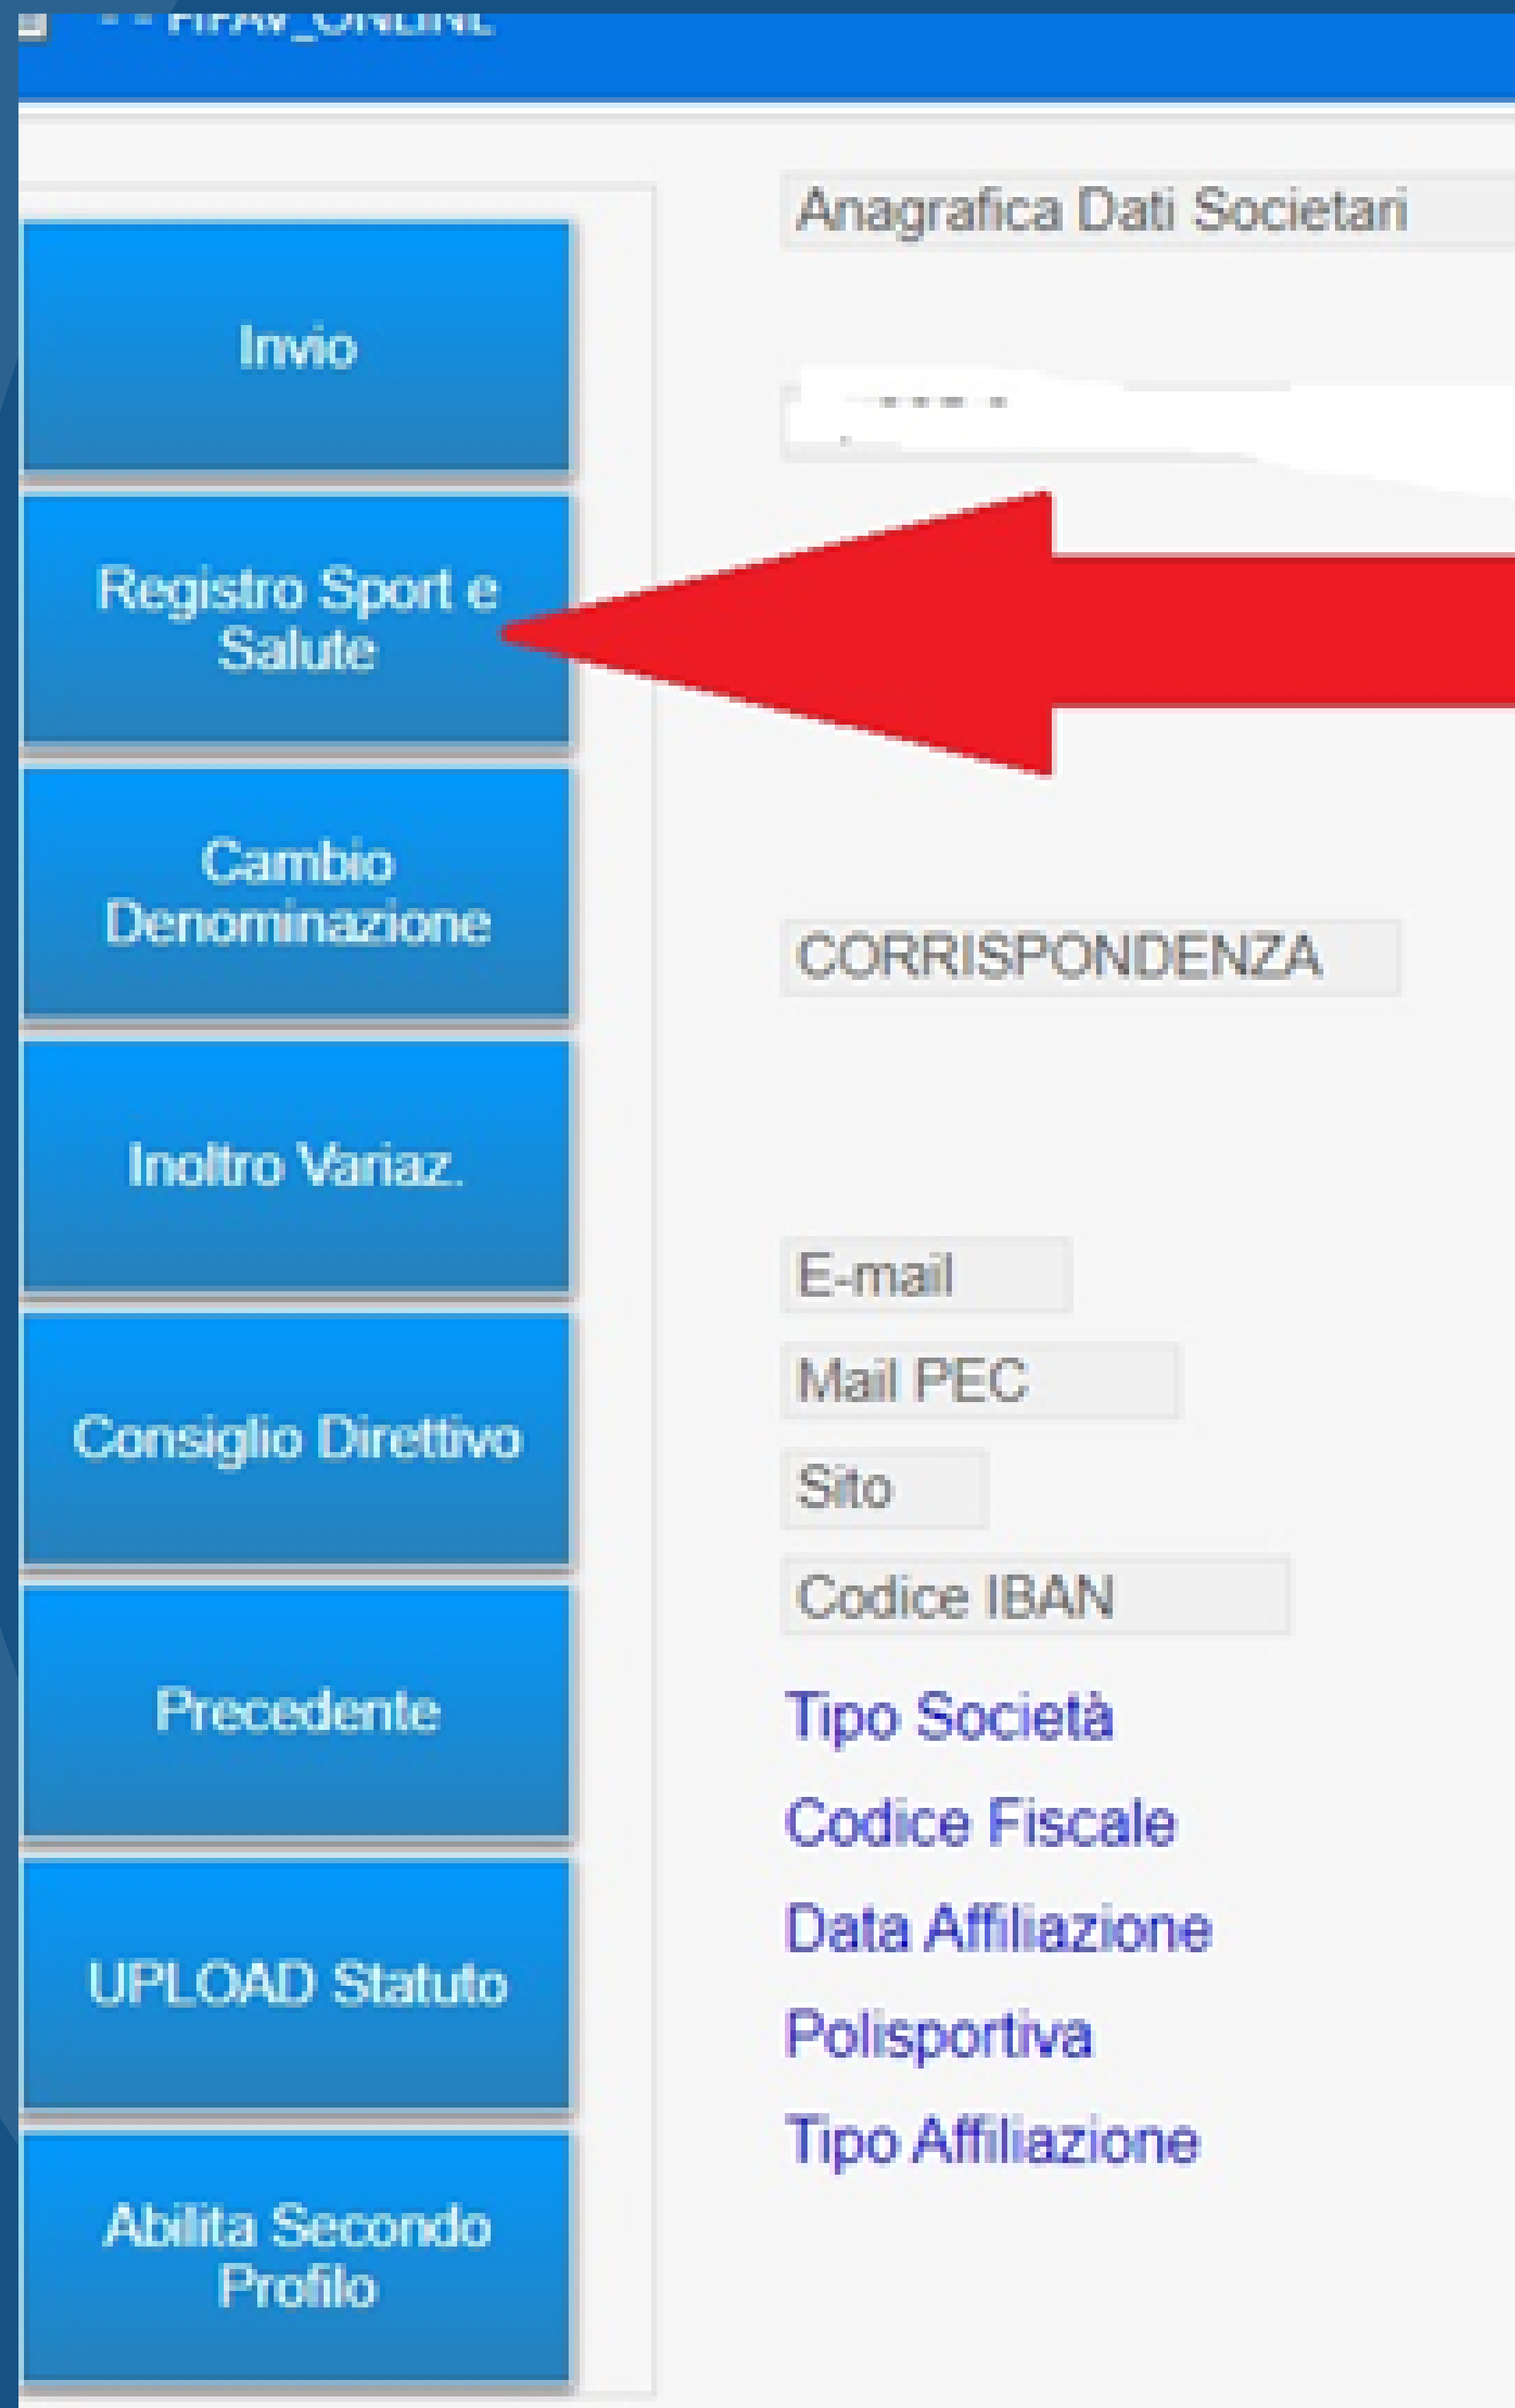 Anagrafica Dati Societari
Invio
Registro Sport e
Salute
Cambio
Denominazione
Inoltro Variaz.
Consiglio Direttivo
Precedente
UPLOAD Statuto
Abilita Secondo
Profilo
CORRISPONDENZA
E-mail
Mail PEC
Sito
Codice IBAN
Tipo Società
Codice Fiscale
Data Affiliazione
Polisportiva
Tipo Affiliazione